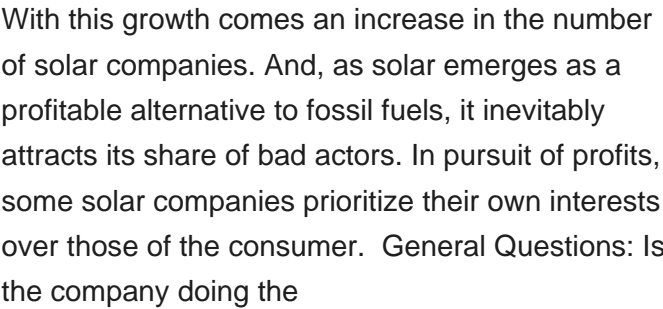 With this growth comes an increase in the number
of solar companies. And, as solar emerges as a
profitable alternative to fossil fuels, it inevitably
attracts its share of bad actors. In pursuit of profits,
some solar companies prioritize their own interests
over those of the consumer.  General Questions: Is
the company doing the